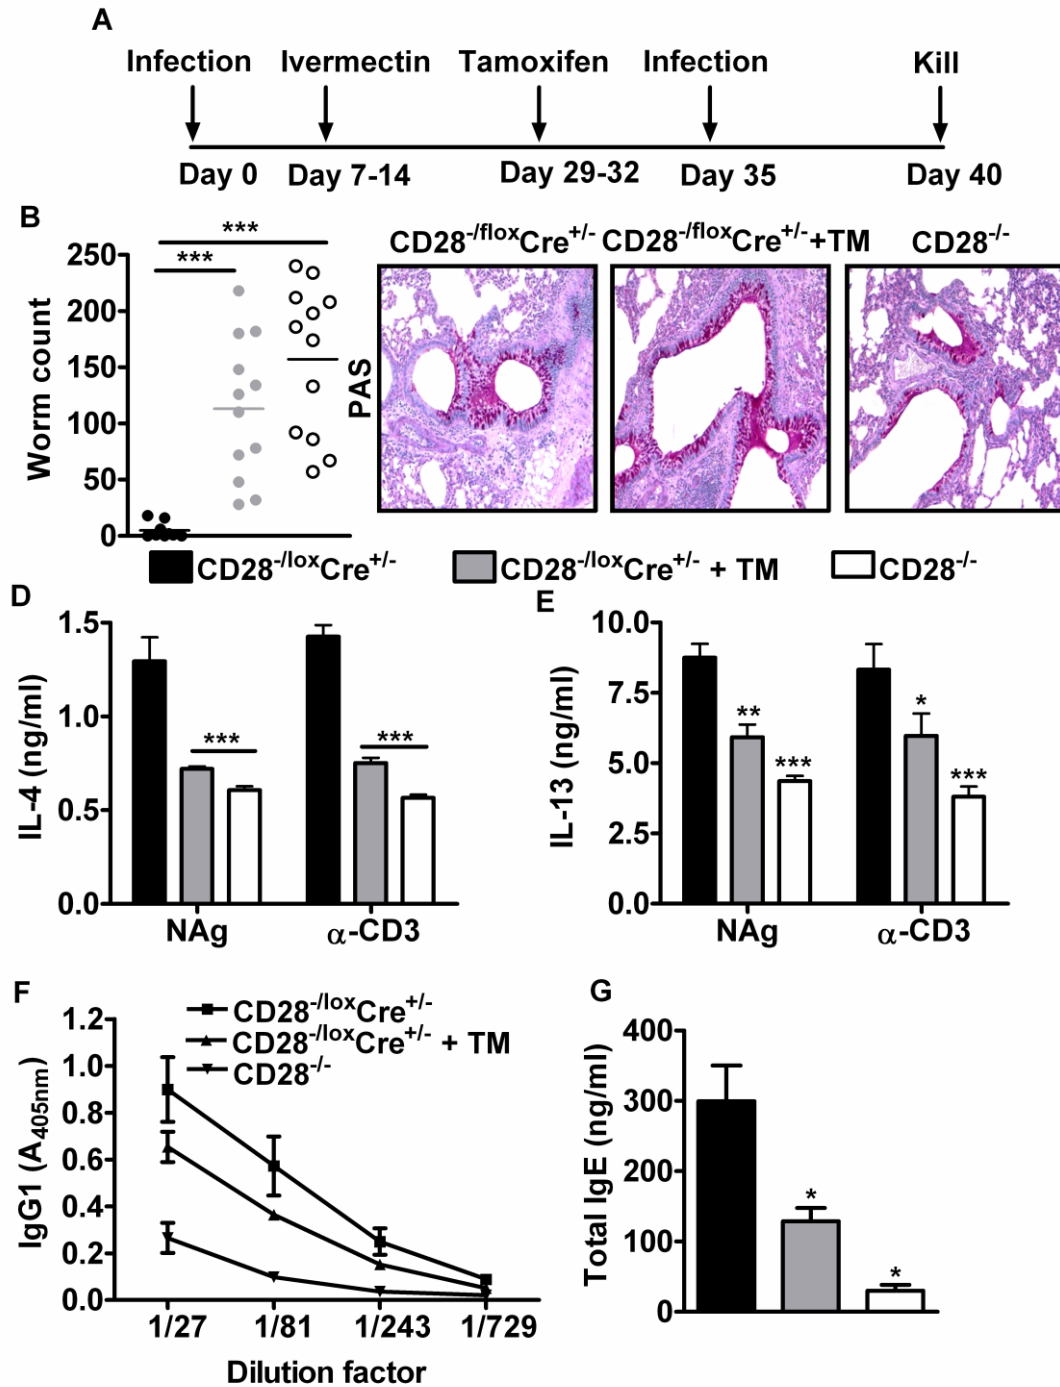 A
Infection Ivermectin Tamoxifen Infection Kill
Day 0 Day 7-14 Day 29-32 Day 35 Day 40
B
Worm count
250
200
150
100
50
0
***
***
CD28-/floxCre+/- CD28-/floxCre+/-+TM CD28-/-
PAS
CD28-/loxCre+/- CD28-/loxCre+/- + TM CD28-/-
D
IL-4 (ng/ml)
1.5
1.0
0.5
0.0
*** ***
NAg α-CD3
E
IL-13 (ng/ml)
10.0
7.5
5.0
2.5
0.0
** *** * ***
NAg α-CD3
F
IgG1 (A405nm)
1.2
1.0
0.8
0.6
0.4
0.2
0.0
CD28-/loxCre+/-
CD28-/loxCre+/- + TM
CD28-/-
1/27 1/81 1/243 1/729
Dilution factor
G
Total IgE (ng/ml)
400
300
200
100
0
* *